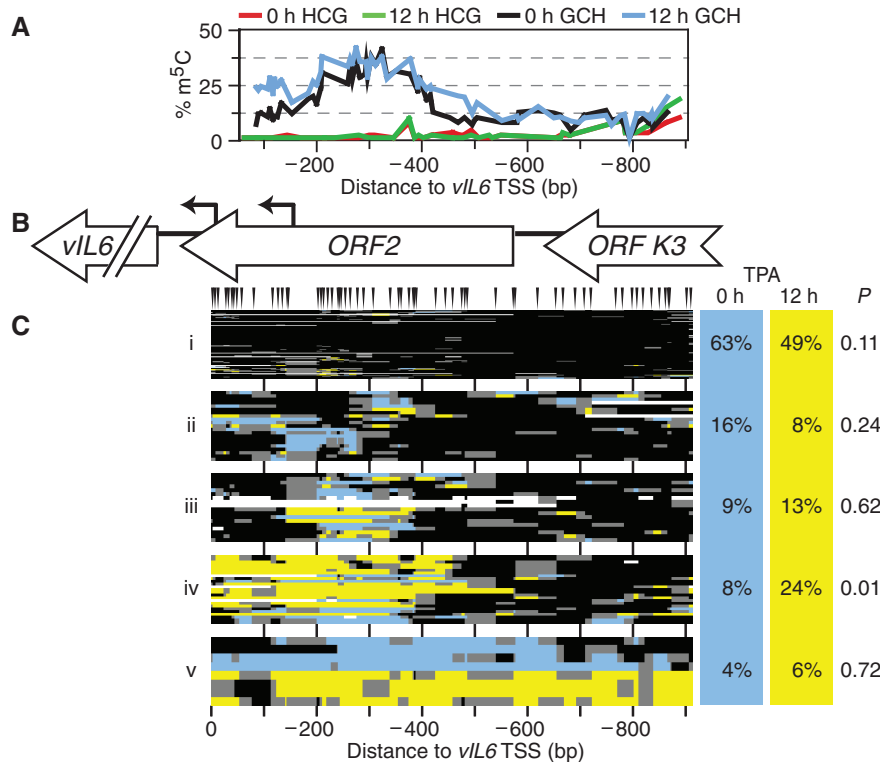 A
0 h HCG 12 h HCG 0 h GCH 12 h GCH
50
25
0
% m⁵C
−200 −400 −600 −800
Distance to vIL6 TSS (bp)
B
vIL6 ORF2 ORF K3
TPA
0 h 12 h P
C
i 63% 49% 0.11
ii 16% 8% 0.24
iii 9% 13% 0.62
iv 8% 24% 0.01
v 4% 6% 0.72
0 −200 −400 −600 −800
Distance to vIL6 TSS (bp)